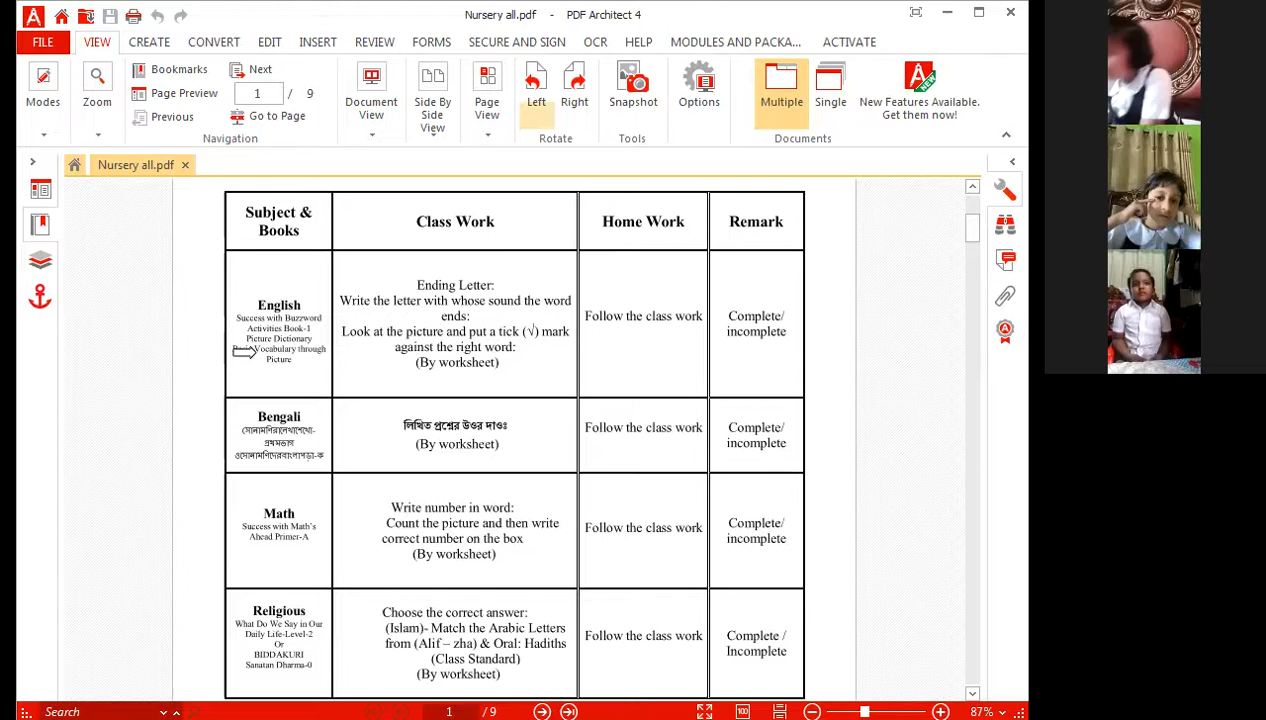 Nursery all.pdf - PDF Architect 4
FILE VIEW CREATE CONVERT EDIT INSERT REVIEW FORMS SECURE AND SIGN OCR HELP MODULES AND PACKA... ACTIVATE
Modes
Zoom
Bookmarks
Page Preview
Previous
Next
1 / 9
Go to Page
Navigation
Document View
Side By Side View
Page View
Left
Right
Rotate
Snapshot
Tools
Options
Multiple
Single
Documents
New Features Available.
Get them now!
Nursery all.pdf
Subject &
Books
Class Work
Home Work
Remark
English
Success with Buzzword
Activities Book-1
Picture Dictionary
Vocabulary through
Picture
Ending Letter:
Write the letter with whose sound the word
ends:
Look at the picture and put a tick (√) mark
against the right word:
(By worksheet)
Follow the class work
Complete/
incomplete
Bengali
প্রথমভাগ
লিখিত প্রশ্নের উওর দাওঃ
(By worksheet)
Follow the class work
Complete/
incomplete
Math
Success with Math's
Ahead Primer-A
Write number in word:
Count the picture and then write
correct number on the box
(By worksheet)
Follow the class work
Complete/
incomplete
Religious
What Do We Say in Our
Daily Life-Level-2
Or
BIDDAKURI
Sanatan Dharma-0
Choose the correct answer:
(Islam)- Match the Arabic Letters
from (Alif – zha) & Oral: Hadiths
(Class Standard)
(By worksheet)
Follow the class work
Complete /
Incomplete
Search
1 / 9
87%